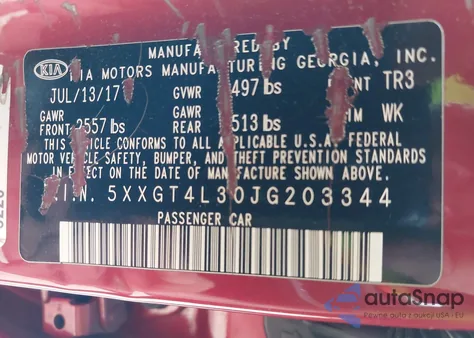 KIA
MANUFACTURED BY
KIA MOTORS MANUFACTURING GEORGIA, INC.
JUL/13/17 GVWR 497 lbs TR3
GAWR FRONT 2557 lbs GAWR REAR 513 lbs WK
THIS VEHICLE CONFORMS TO ALL APPLICABLE U.S.A. FEDERAL
MOTOR VEHICLE SAFETY, BUMPER, AND THEFT PREVENTION STANDARDS
IN EFFECT ON THE DATE OF MANUFACTURE SHOWN ABOVE.
V.I.N. 5XXGT4L30JG203344
PASSENGER CAR
autoSnap